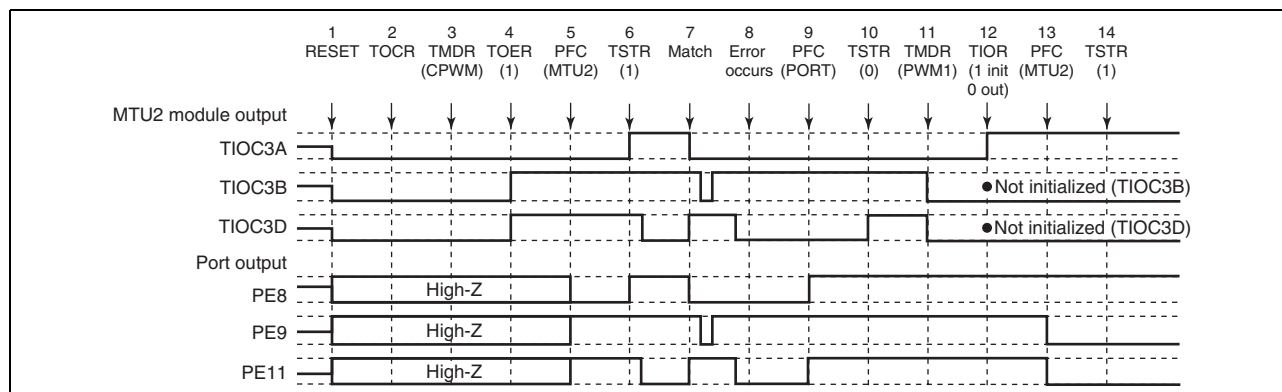 1 2 3 4 5 6 7 8 9 10 11 12 13 14
RESET TOCR TMDR TOER PFC TSTR Match Error PFC TSTR TMDR TIOR PFC TSTR
(CPWM) (1) (MTU2) (1) occurs (PORT) (0) (PWM1) (1 init (MTU2) (1)
0 out)
MTU2 module output
TIOC3A
TIOC3B ●Not initialized (TIOC3B)
TIOC3D ●Not initialized (TIOC3D)
Port output
PE8 High-Z
PE9 High-Z
PE11 High-Z